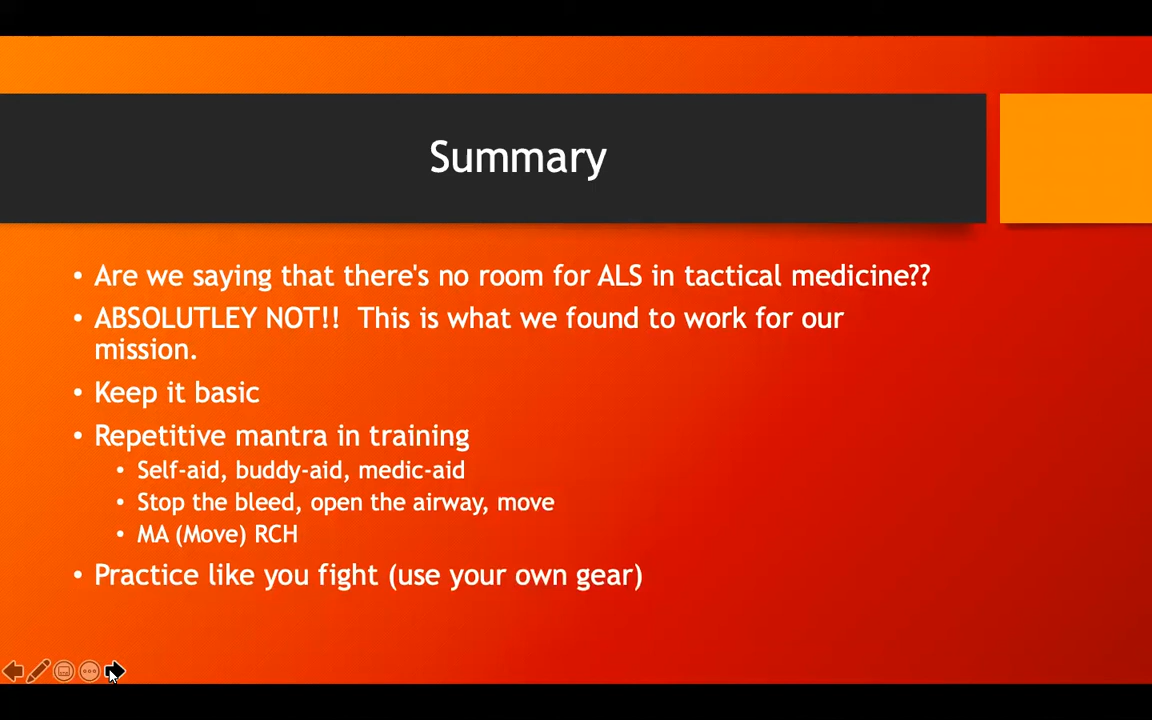 Summary
• Are we saying that there's no room for ALS in tactical medicine??
• ABSOLUTLEY NOT!!  This is what we found to work for our
mission.
• Keep it basic
• Repetitive mantra in training
• Self-aid, buddy-aid, medic-aid
• Stop the bleed, open the airway, move
• MA (Move) RCH
• Practice like you fight (use your own gear)